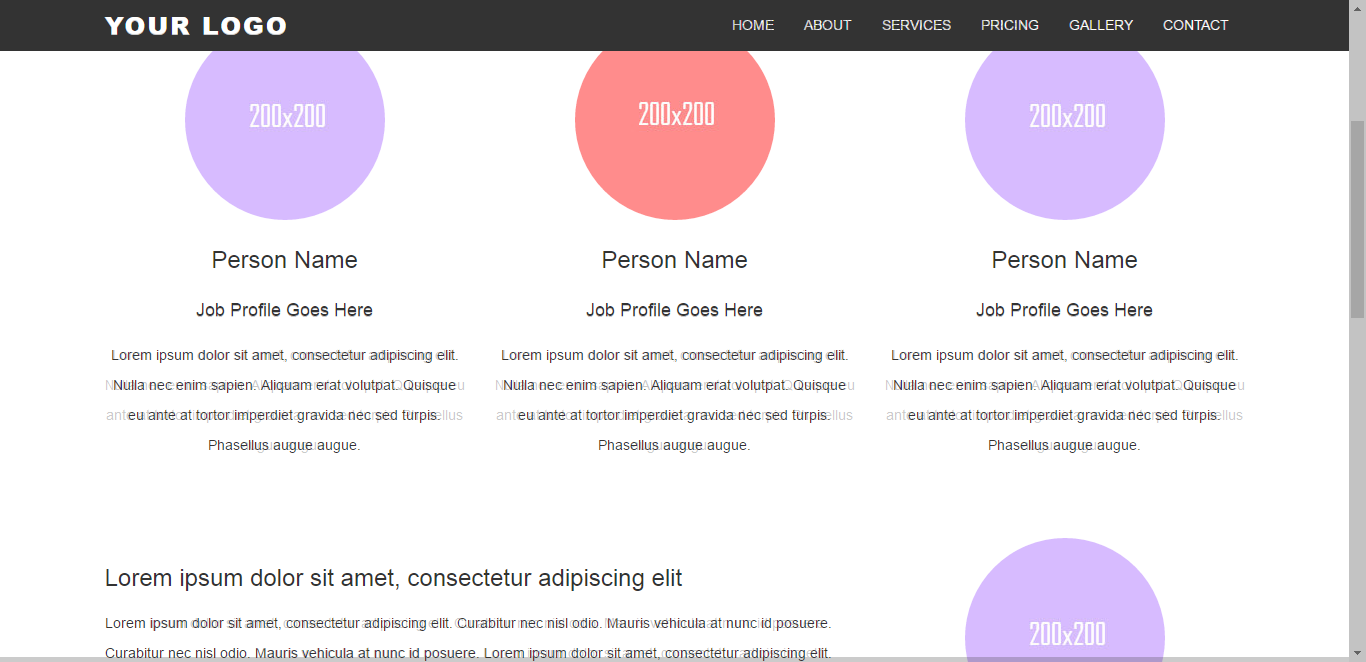 YOUR LOGO
HOME ABOUT SERVICES PRICING GALLERY CONTACT
200x200 200x200 200x200
Person Name
Job Profile Goes Here
Lorem ipsum dolor sit amet, consectetur adipiscing elit.
Nulla nec enim sapien. Aliquam erat volutpat. Quisque
eu ante at tortor imperdiet gravida nec sed turpis.
Phasellus augue augue.
Person Name
Job Profile Goes Here
Lorem ipsum dolor sit amet, consectetur adipiscing elit.
Nulla nec enim sapien. Aliquam erat volutpat. Quisque
eu ante at tortor imperdiet gravida nec sed turpis.
Phasellus augue augue.
Person Name
Job Profile Goes Here
Lorem ipsum dolor sit amet, consectetur adipiscing elit.
Nulla nec enim sapien. Aliquam erat volutpat. Quisque
eu ante at tortor imperdiet gravida nec sed turpis.
Phasellus augue augue.
Lorem ipsum dolor sit amet, consectetur adipiscing elit
Lorem ipsum dolor sit amet, consectetur adipiscing elit. Curabitur nec nisl odio. Mauris vehicula at nunc id posuere.
Curabitur nec nisl odio. Mauris vehicula at nunc id posuere. Lorem ipsum dolor sit amet, consectetur adipiscing elit.
200x200